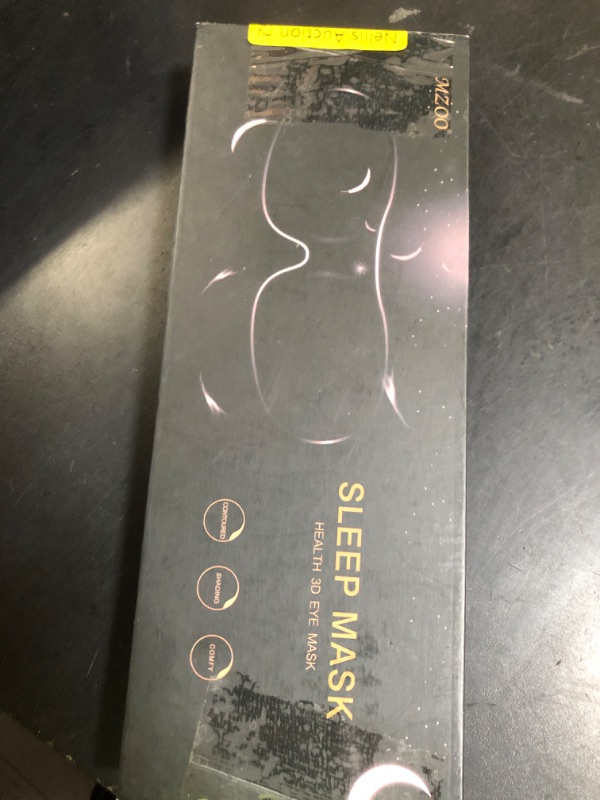 Nellis Auction
MZOO
SLEEP MASK
HEALTH 3D EYE MASK
CONTOURED
SHADING
COMFY